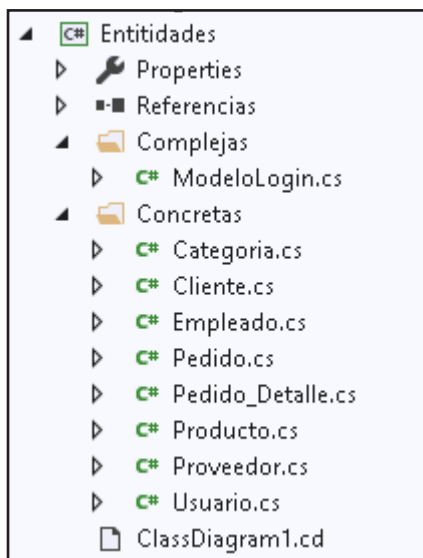 C# Entitidades
Properties
Referencias
Complejas
C# ModeloLogin.cs
Concretas
C# Categoria.cs
C# Cliente.cs
C# Empleado.cs
C# Pedido.cs
C# Pedido_Detalle.cs
C# Producto.cs
C# Proveedor.cs
C# Usuario.cs
ClassDiagram1.cd